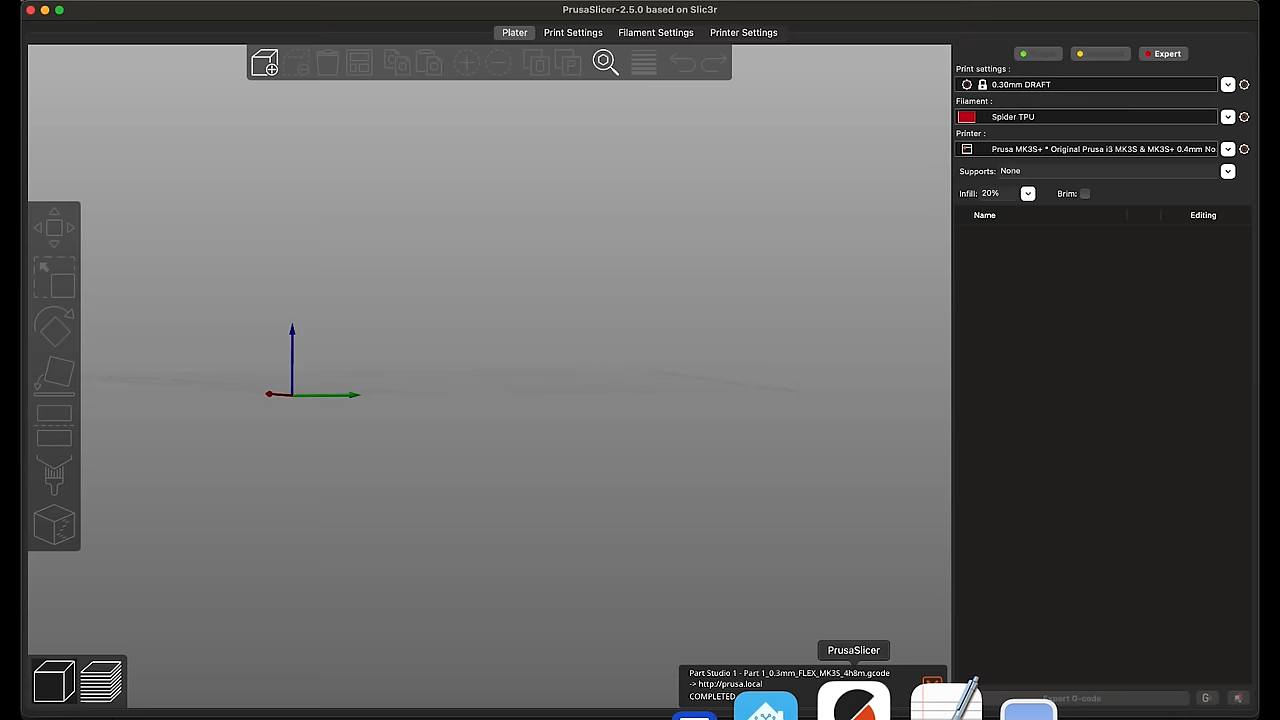 PrusaSlicer-2.5.0 based on Slic3r
Plater
Print Settings
Filament Settings
Printer Settings
Expert
Print settings :
0.30mm DRAFT
Filament :
Spider TPU
Printer :
Prusa MK3S+ * Original Prusa i3 MK3S & MK3S+ 0.4mm No
Supports: None
Infill: 20%
Brim:
Name
Editing
PrusaSlicer
Part Studio 1 - Part 1_0.3mm_FLEX_MK3S_4h8m.gcode
-> http://prusa.local
COMPLETED
Export G-code
G